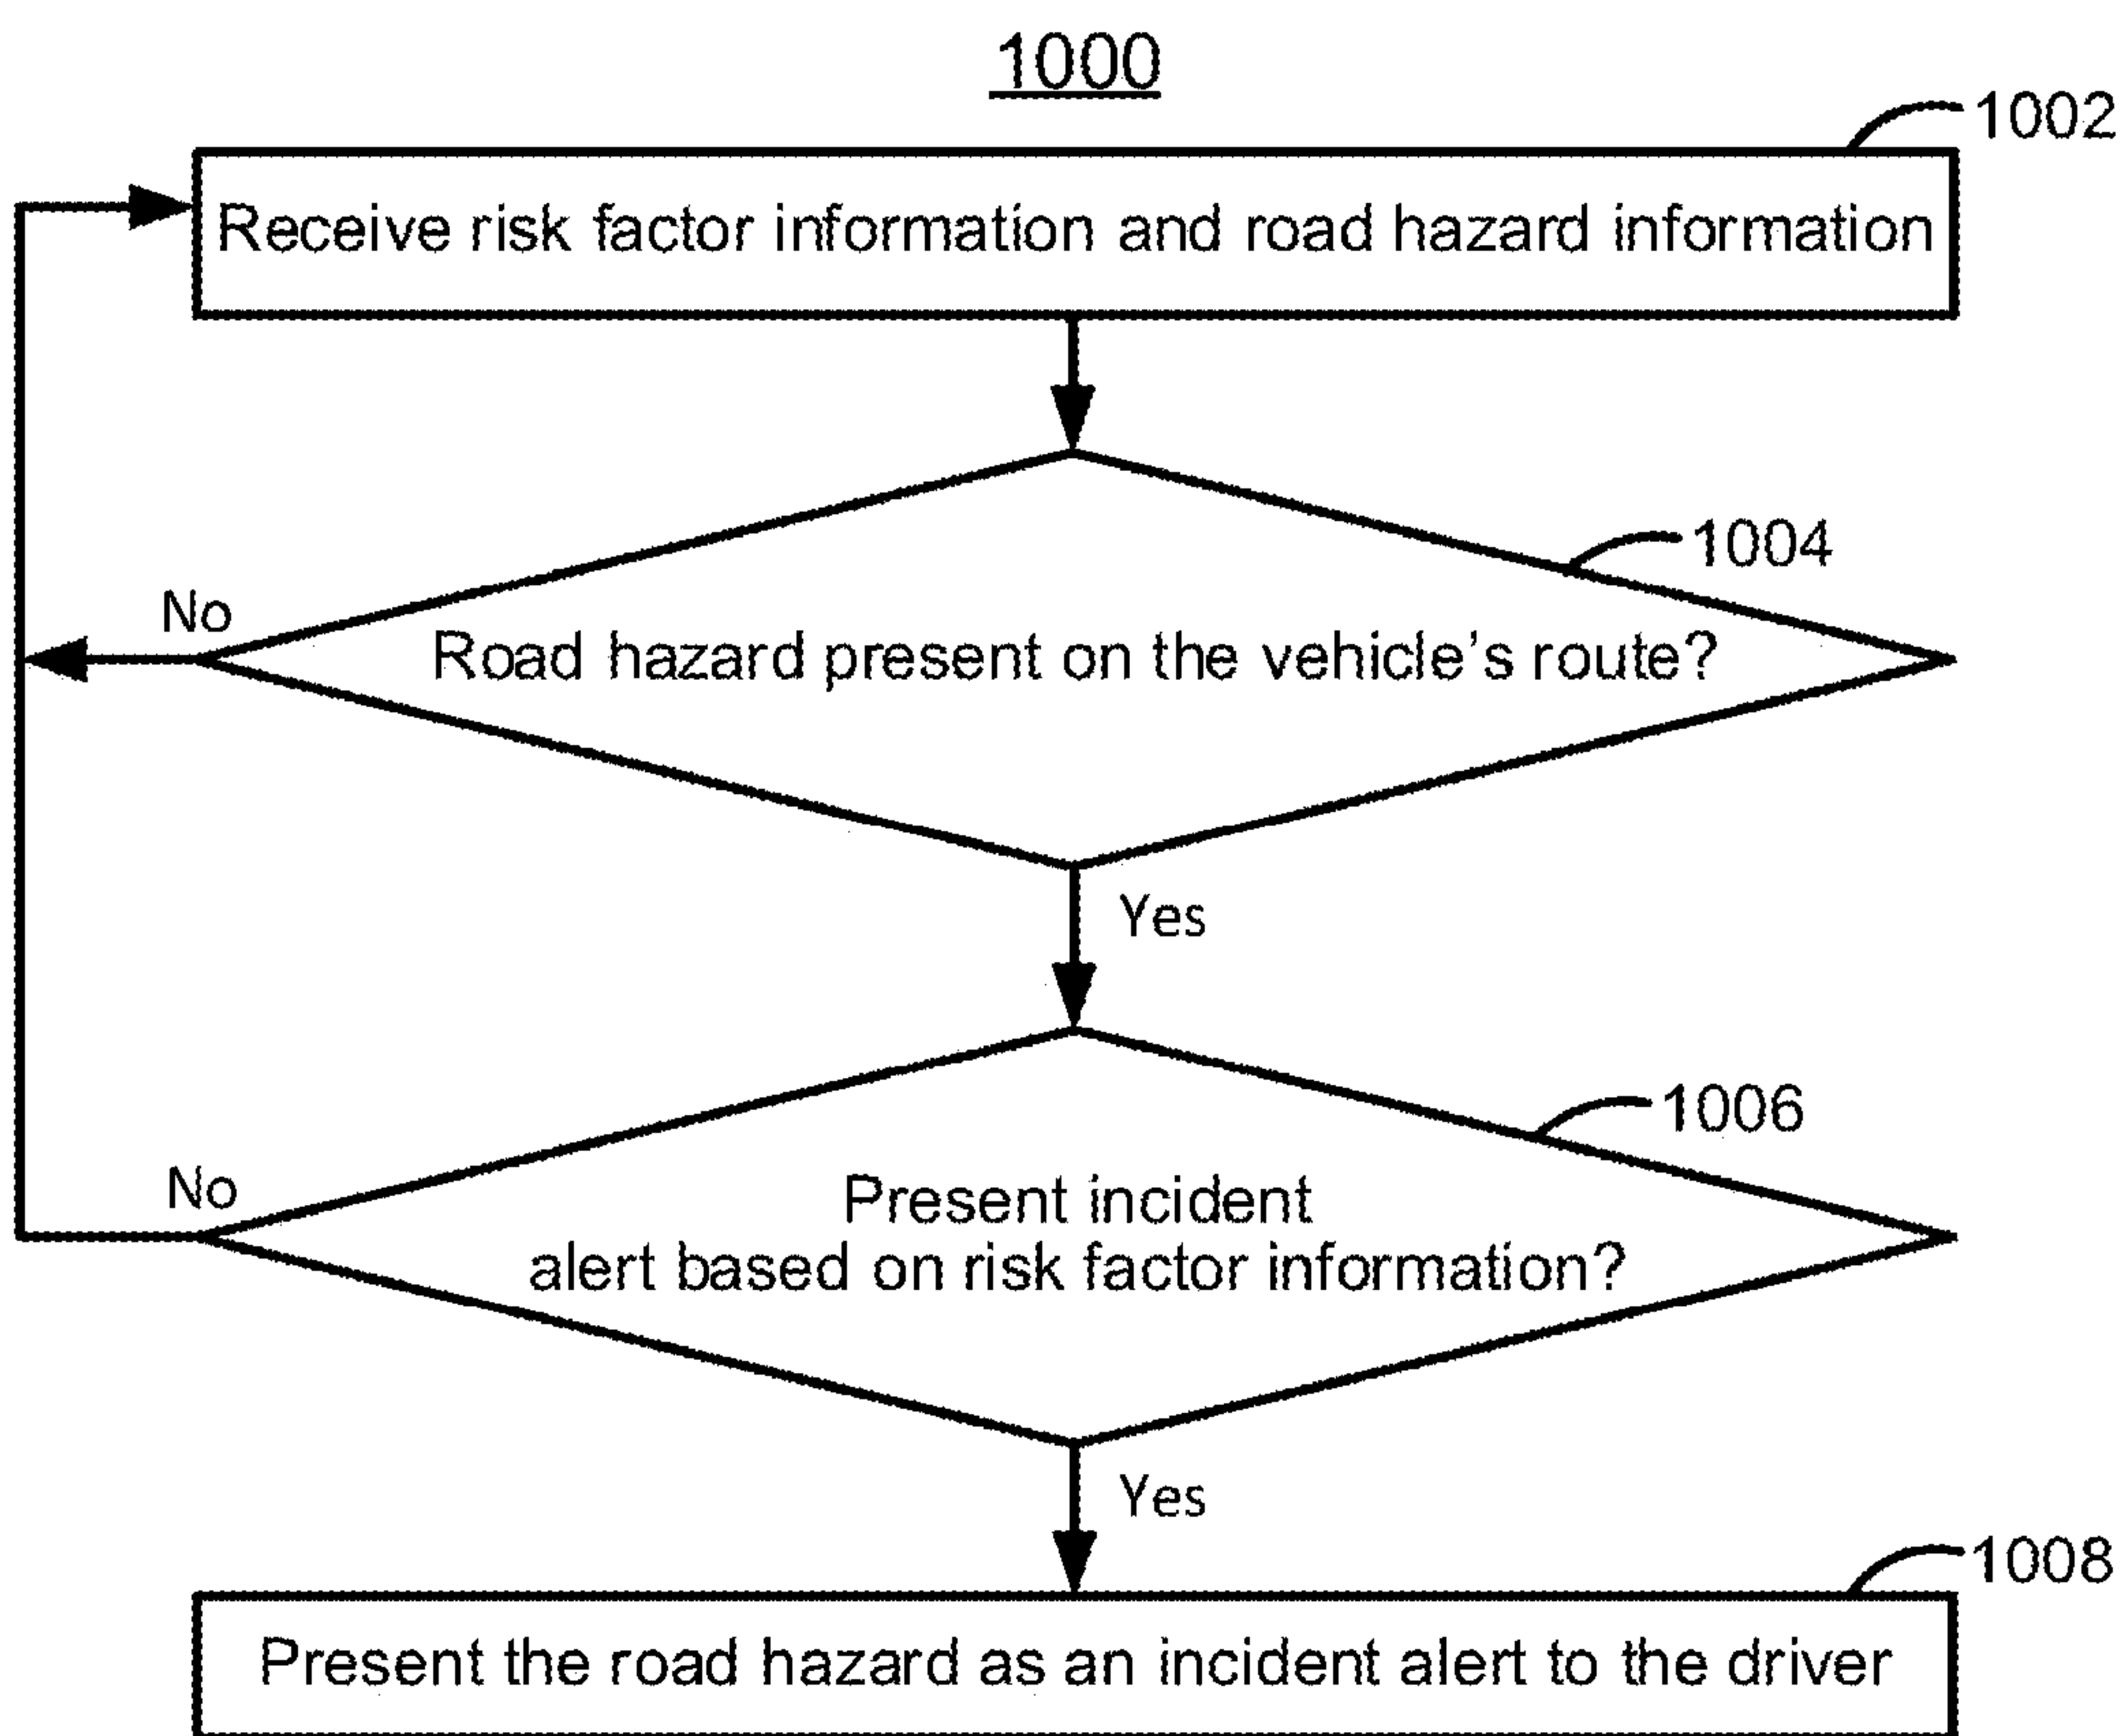 1000
1002
Receive risk factor information and road hazard information
1004
No
Road hazard present on the vehicle's route?
Yes
1006
No
Present incident
alert based on risk factor information?
Yes
1008
Present the road hazard as an incident alert to the driver